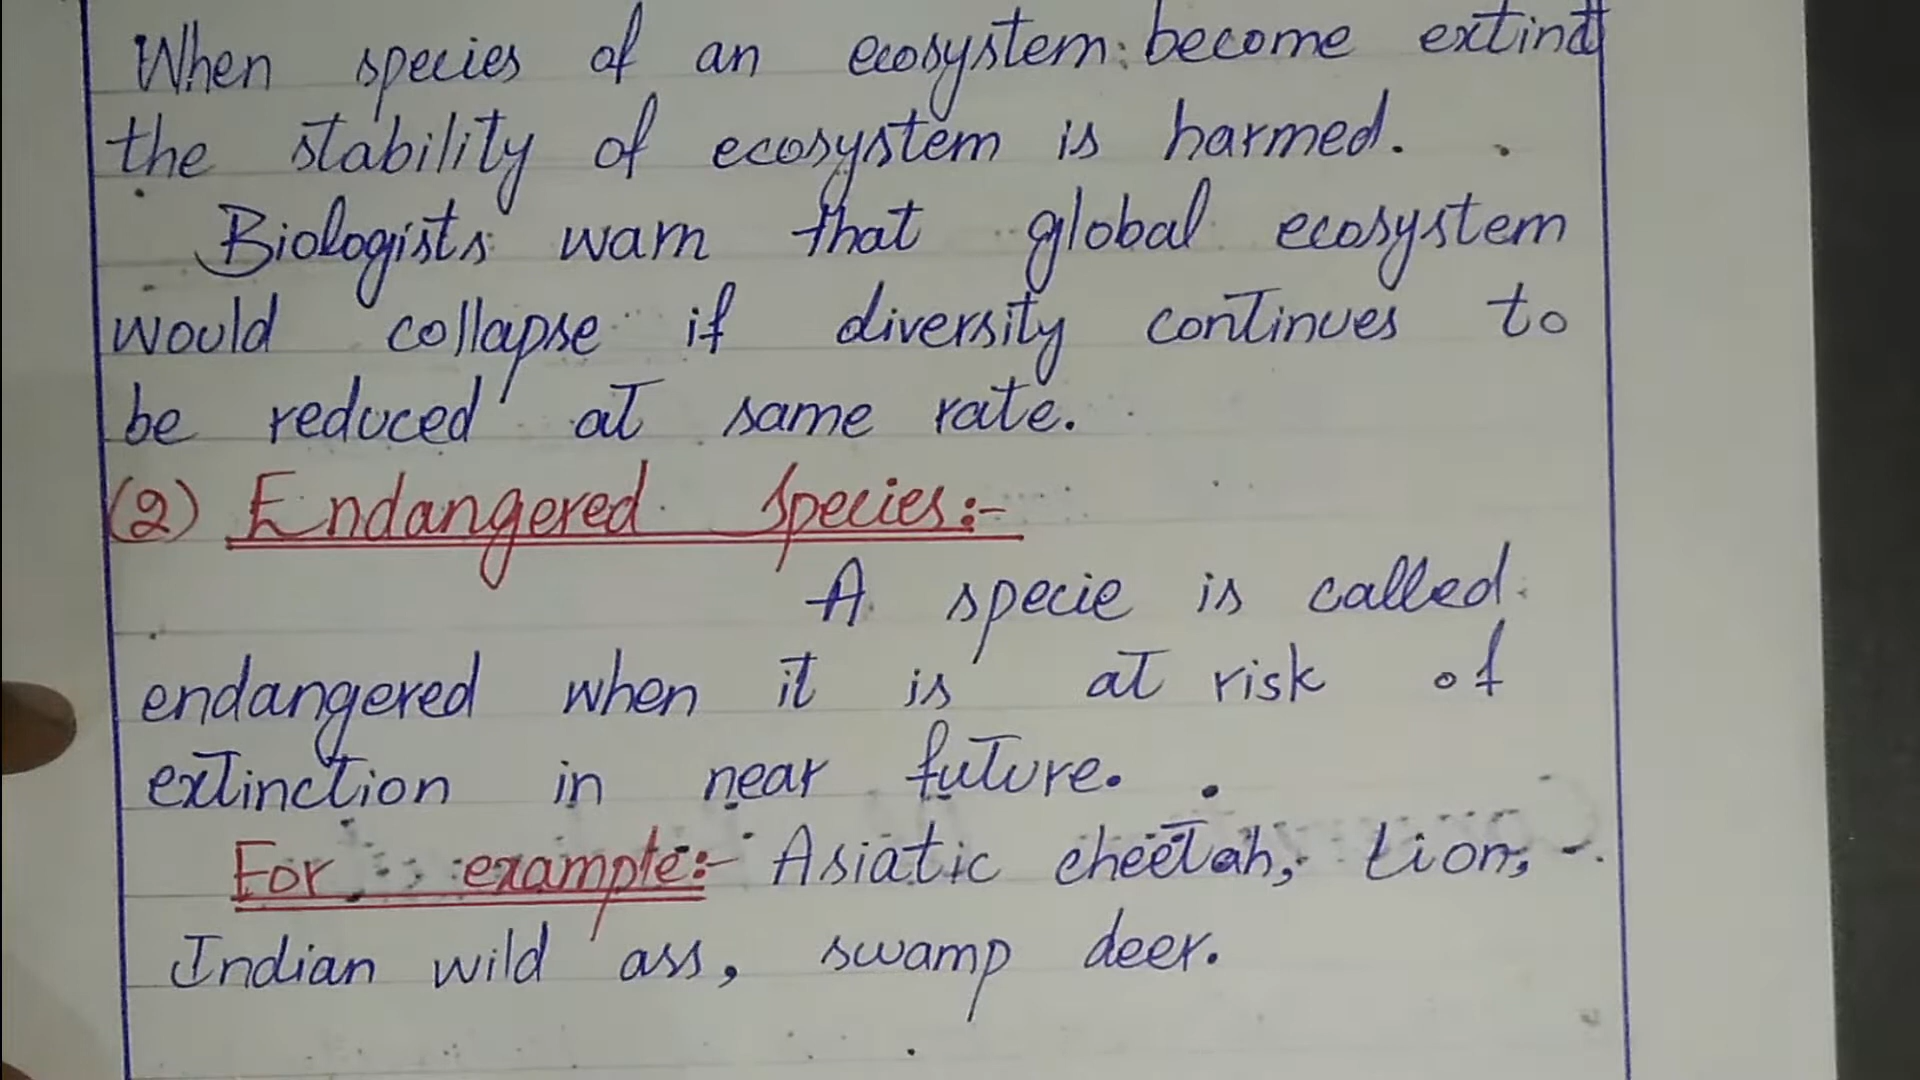 When species of an ecosystem become extinct
the stability of ecosystem is harmed.
Biologists warn that global ecosystem
would collapse if diversity continues to
be reduced at same rate.
(2) Endangered Species:-
A specie is called
endangered when it is at risk of
extinction in near future.
For example:- Asiatic cheetah, lion,
Indian wild ass, swamp deer.